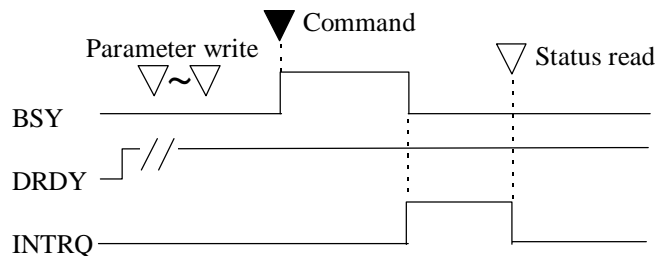 Command
Parameter write
Status read
~
BSY
DRDY
INTRQ